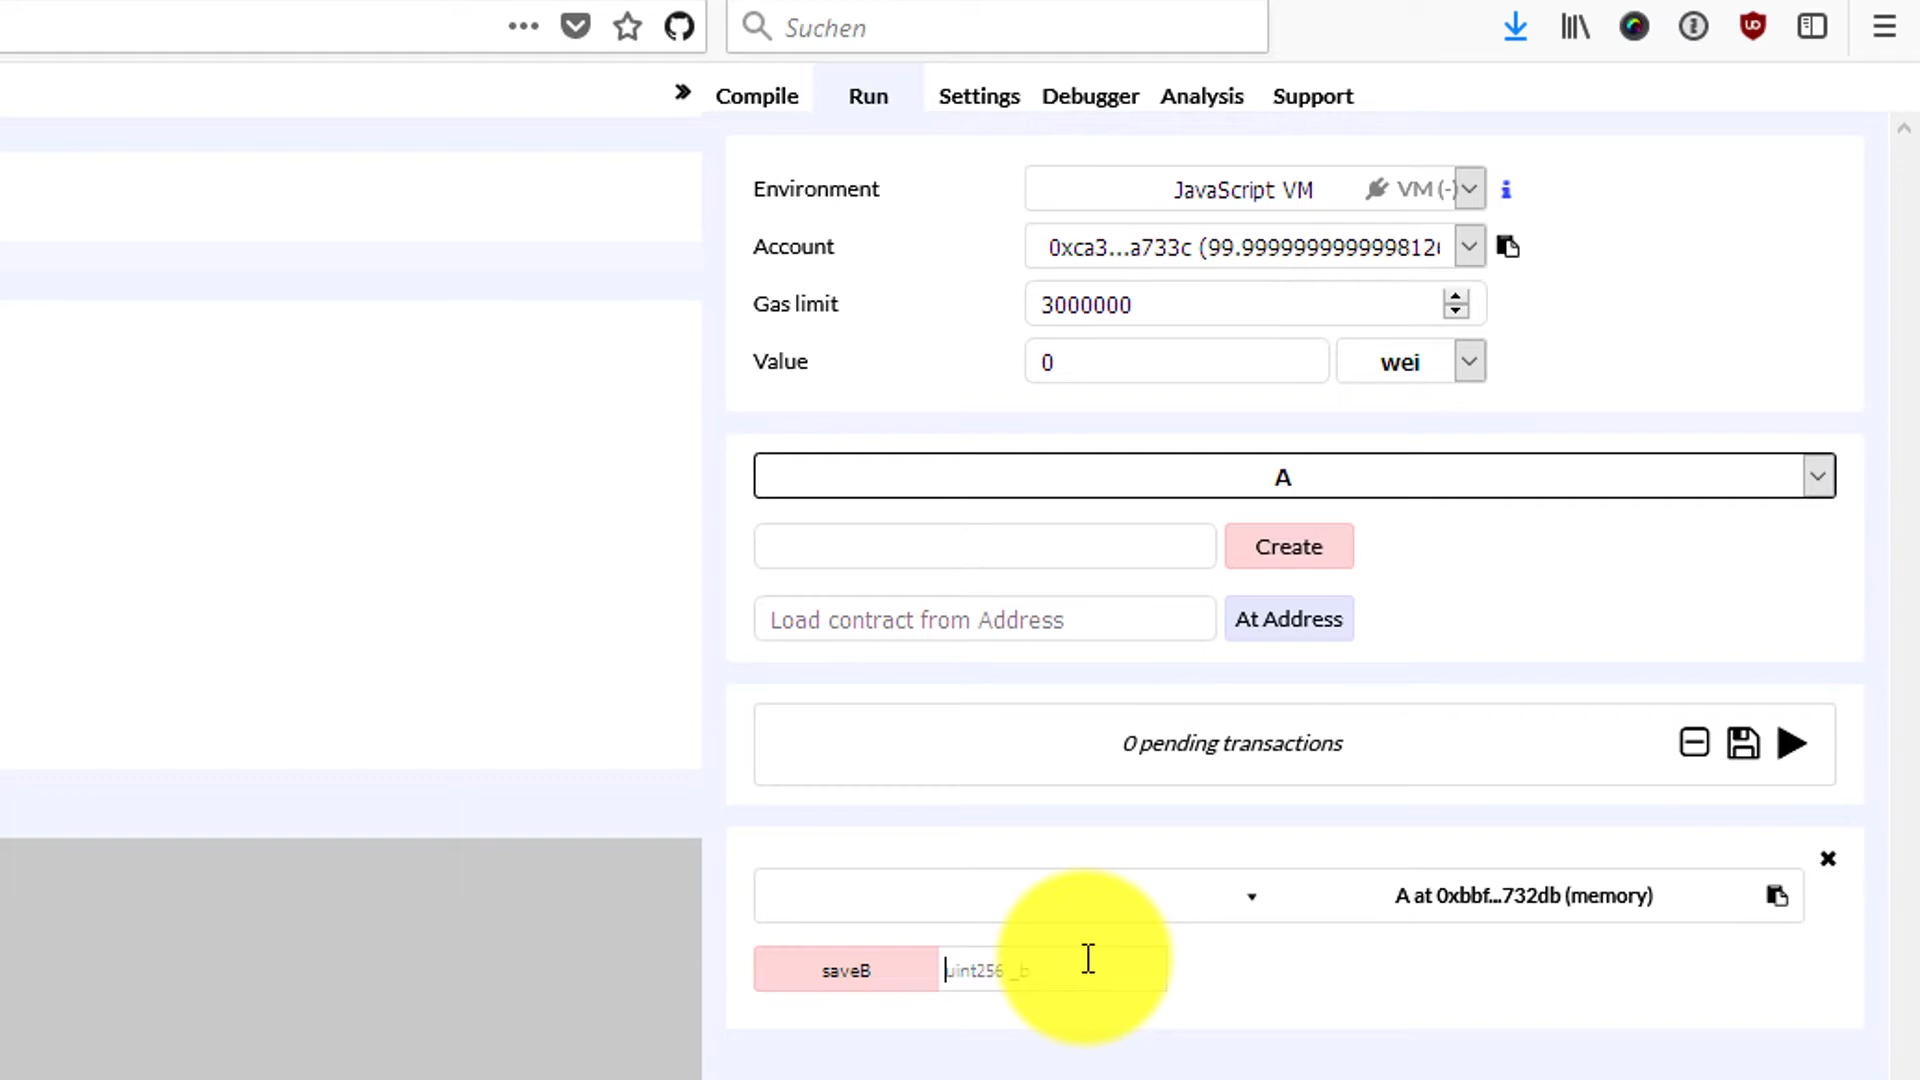 Suchen
Compile Run Settings Debugger Analysis Support
Environment JavaScript VM VM (-)
Account 0xca3...a733c (99.9999999999998126
Gas limit 3000000
Value 0 wei
A
Create
Load contract from Address At Address
0 pending transactions
A at 0xbbf...732db (memory)
saveB uint256 _b